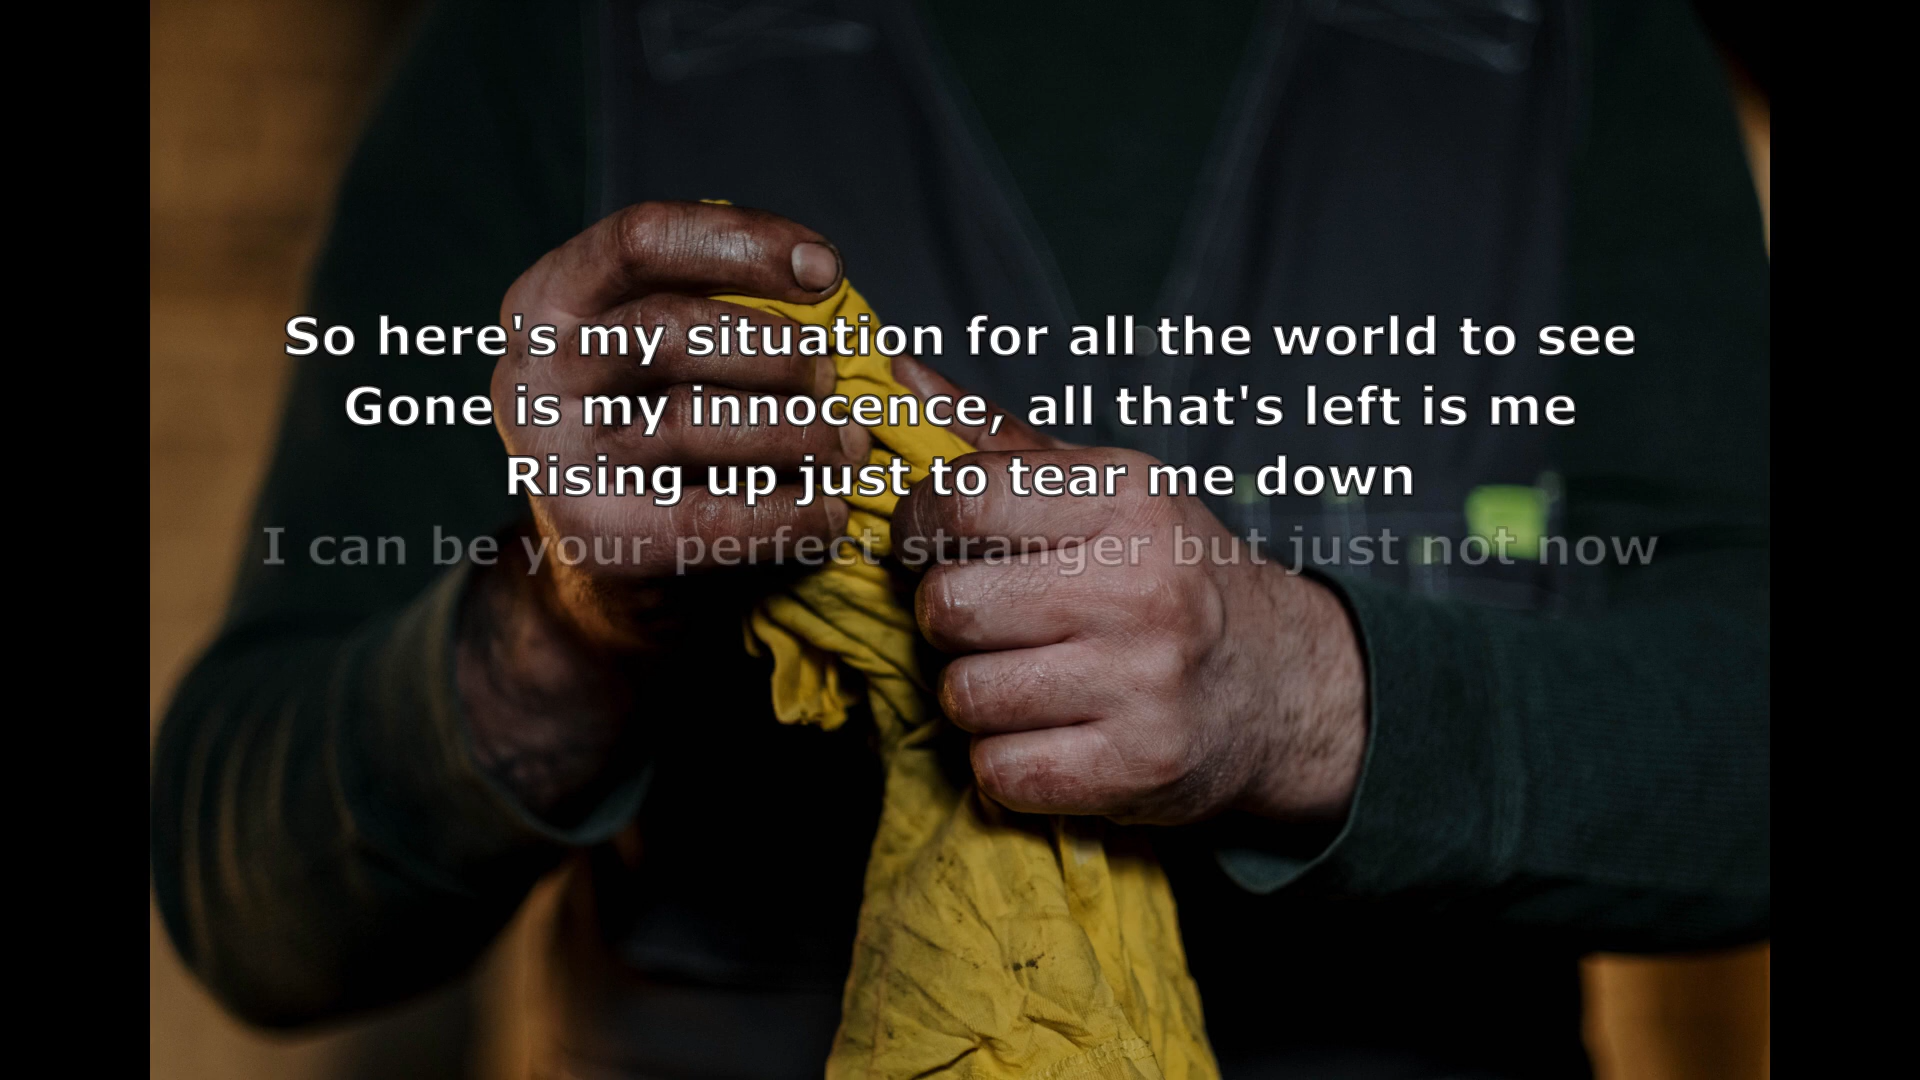 So here's my situation for all the world to see
Gone is my innocence, all that's left is me
Rising up just to tear me down
I can be your perfect stranger but just not now